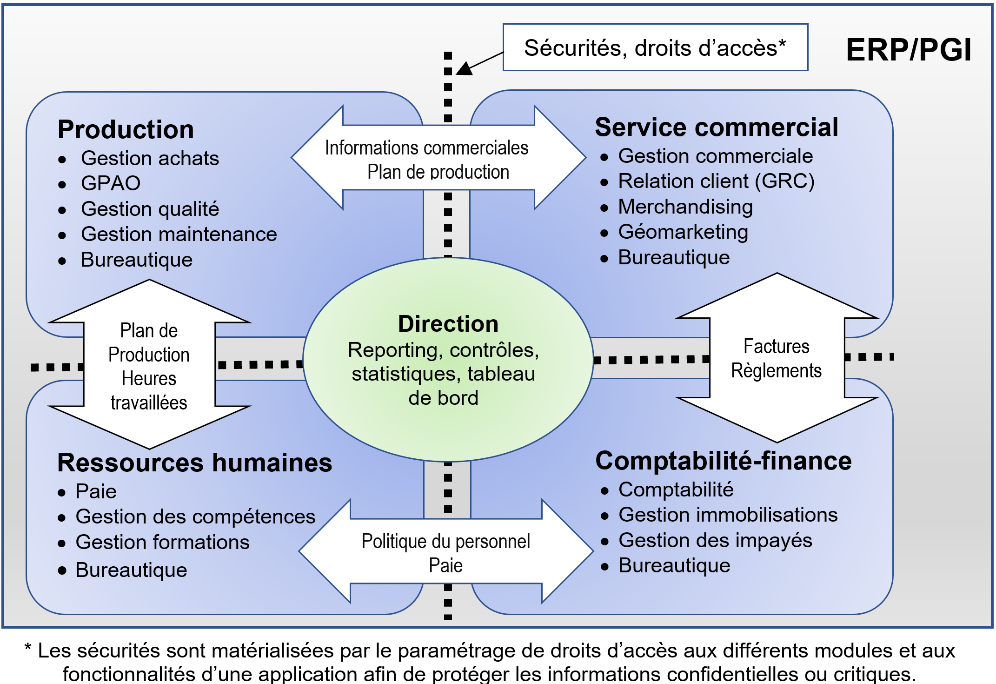 Sécurités, droits d’accès*
ERP/PGI
Production
• Gestion achats
• GPAO
• Gestion qualité
• Gestion maintenance
• Bureautique
Informations commerciales
Plan de production
Service commercial
• Gestion commerciale
• Relation client (GRC)
• Merchandising
• Géomarketing
• Bureautique
Plan de
Production
Heures
travaillées
Direction
Reporting, contrôles,
statistiques, tableau
de bord
Factures
Règlements
Ressources humaines
• Paie
• Gestion des compétences
• Gestion formations
• Bureautique
Politique du personnel
Paie
Comptabilité-finance
• Comptabilité
• Gestion immobilisations
• Gestion des impayés
• Bureautique
* Les sécurités sont matérialisées par le paramétrage de droits d’accès aux différents modules et aux
fonctionnalités d’une application afin de protéger les informations confidentielles ou critiques.